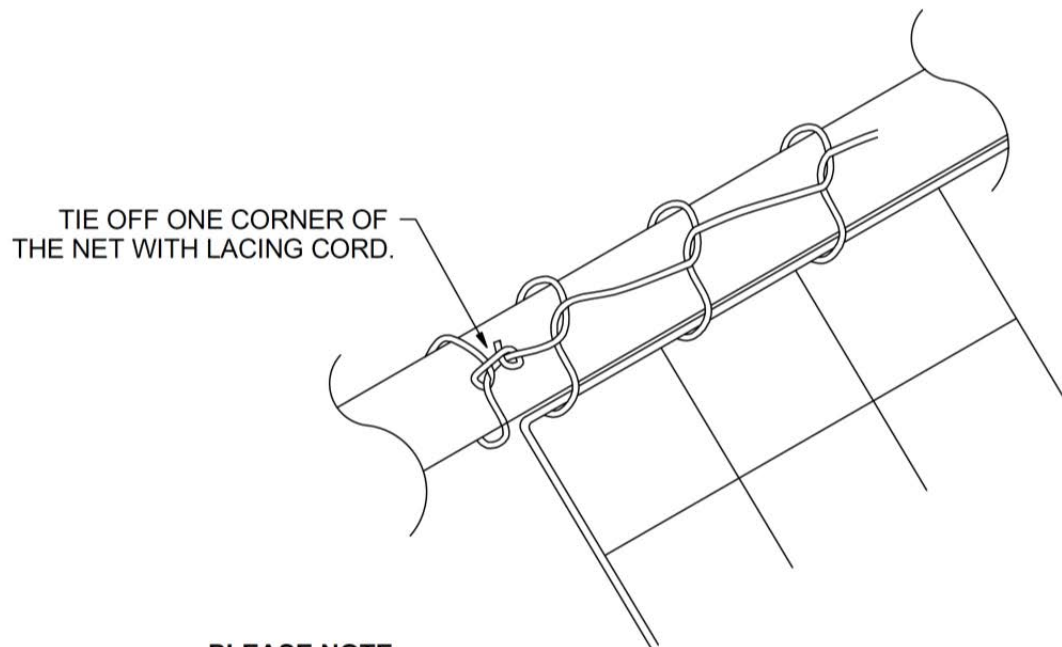 TIE OFF ONE CORNER OF
THE NET WITH LACING CORD.
PLEASE NOTE